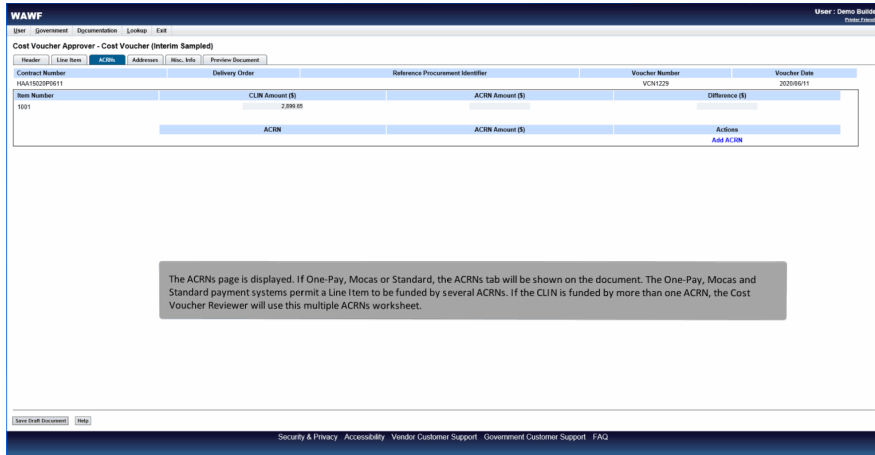 WAWF
User : Demo Builde
Printer Friend
User Government Documentation Lookup Exit
Cost Voucher Approver - Cost Voucher (Interim Sampled)
Header Line Item ACRNs Addresses Misc. Info Preview Document
Contract Number Delivery Order Reference Procurement Identifier Voucher Number Voucher Date
HAA15020P0611 VCN1229 2020/06/11
Item Number CLIN Amount ($) ACRN Amount ($) Difference ($)
1001 2,899.65
ACRN ACRN Amount ($) Actions
Add ACRN
The ACRNs page is displayed. If One-Pay, Mocas or Standard, the ACRNs tab will be shown on the document. The One-Pay, Mocas and
Standard payment systems permit a Line Item to be funded by several ACRNs. If the CLIN is funded by more than one ACRN, the Cost
Voucher Reviewer will use this multiple ACRNs worksheet.
Save Draft Document Help
Security & Privacy Accessibility Vendor Customer Support Government Customer Support FAQ